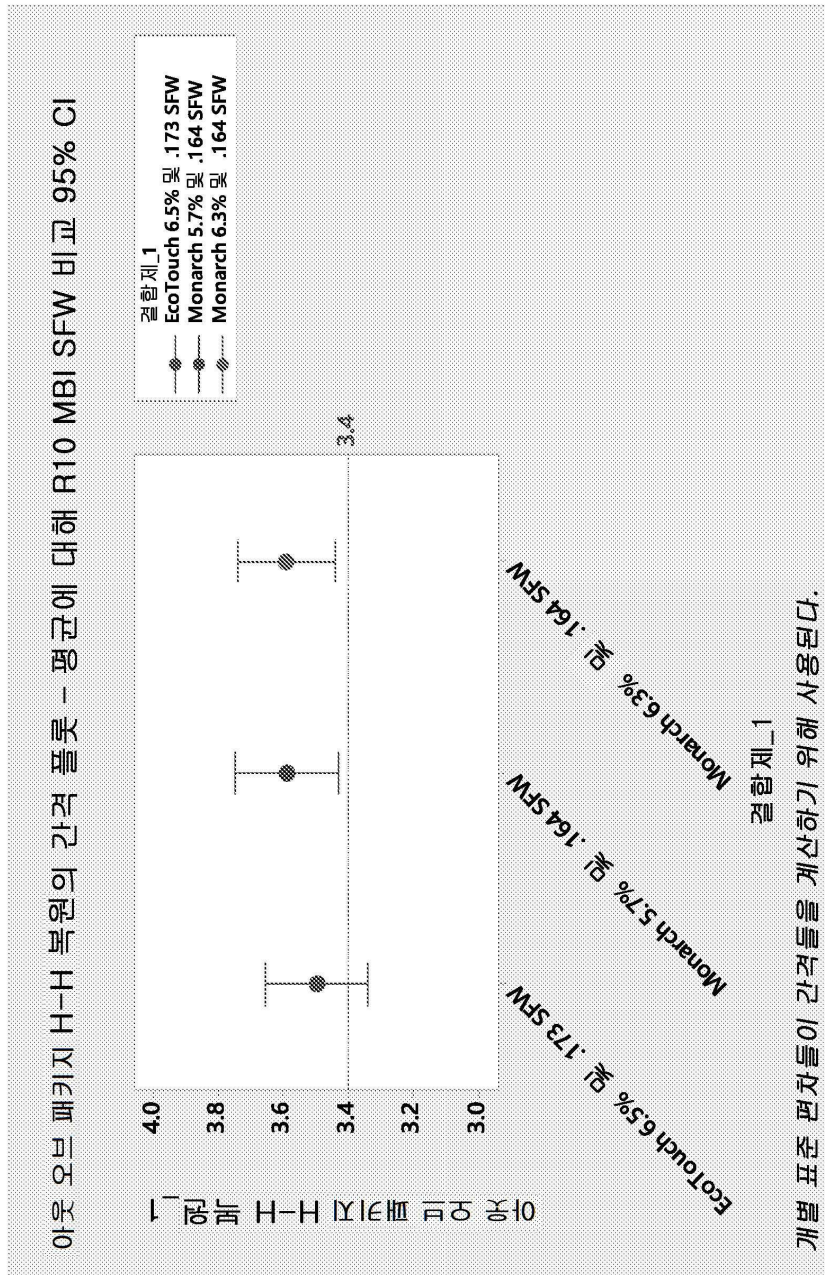 아웃 오브 패키지 H-H 복원의 간격 플롯 - 평균에 대해 R10 MBI SFW 비교 95% CI
결합제_1
EcoTouch 6.5% 및 .173 SFW
Monarch 5.7% 및 .164 SFW
Monarch 6.3% 및 .164 SFW
아웃 오브 패키지 H-H 복원_1
4.0
3.8
3.6
3.4
3.2
3.0
3.4
EcoTouch 6.5% 및 .173 SFW
Monarch 5.7% 및 .164 SFW
Monarch 6.3% 및 .164 SFW
결합제_1
개별 표준 편차들이 간격들을 계산하기 위해 사용된다.